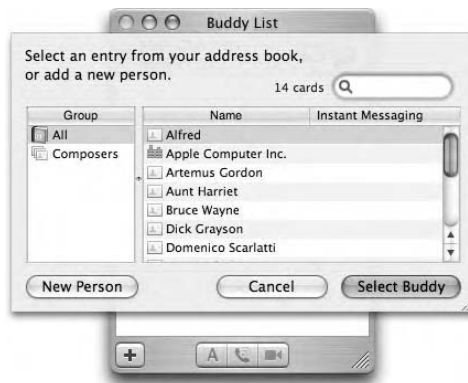 Buddy List
Select an entry from your address book,
or add a new person.
14 cards
Group
Name
Instant Messaging
All
Composers
Alfred
Apple Computer Inc.
Artemus Gordon
Aunt Harriet
Bruce Wayne
Dick Grayson
Domenico Scarlatti
New Person
Cancel
Select Buddy
A